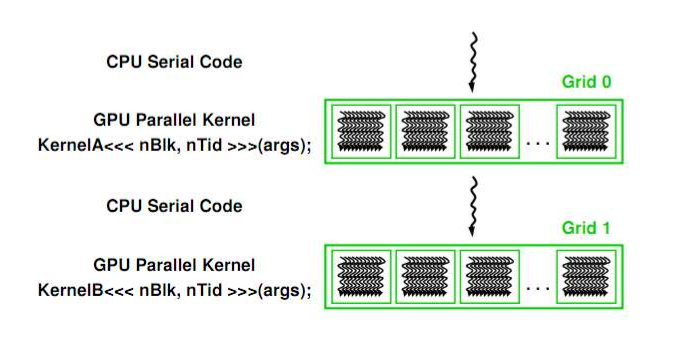 CPU Serial Code
Grid 0
GPU Parallel Kernel
KernelA<<< nBlk, nTid >>>(args);
...
CPU Serial Code
Grid 1
GPU Parallel Kernel
KernelB<<< nBlk, nTid >>>(args);
...